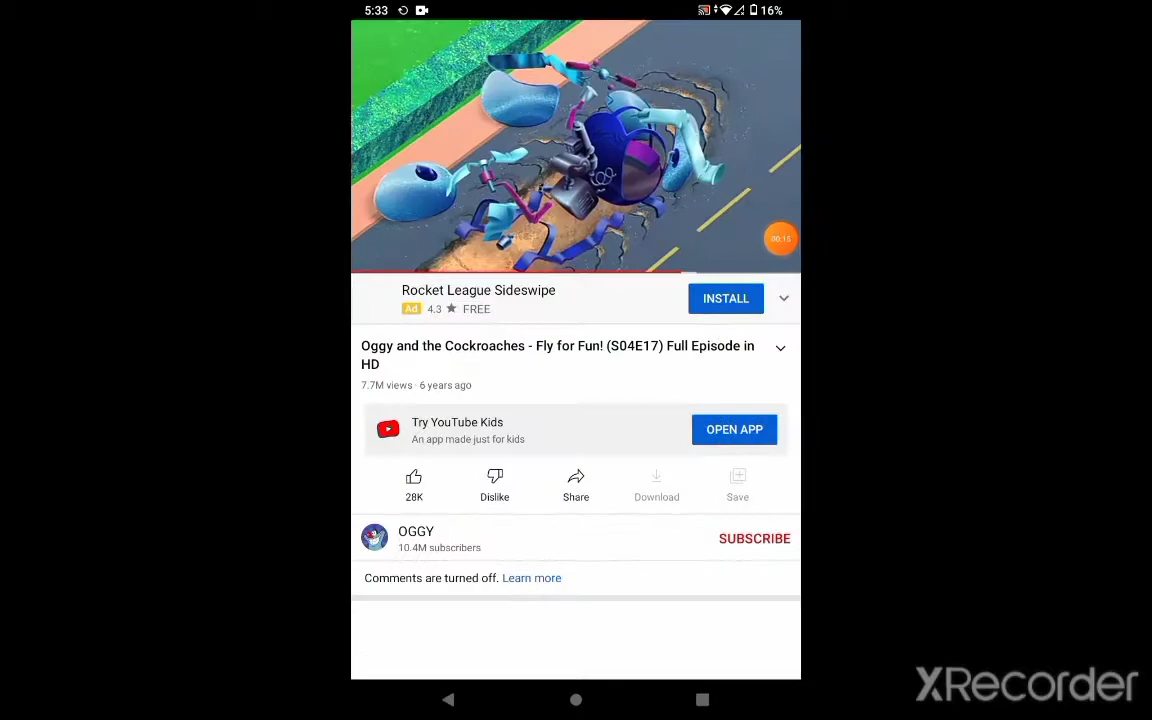 5:33
16%
00:15
Rocket League Sideswipe
INSTALL
Ad 4.3 ★ FREE
Oggy and the Cockroaches - Fly for Fun! (S04E17) Full Episode in
HD
7.7M views · 6 years ago
Try YouTube Kids
An app made just for kids
OPEN APP
28K
Dislike
Share
Download
Save
OGGY
10.4M subscribers
SUBSCRIBE
Comments are turned off. Learn more
XRecorder